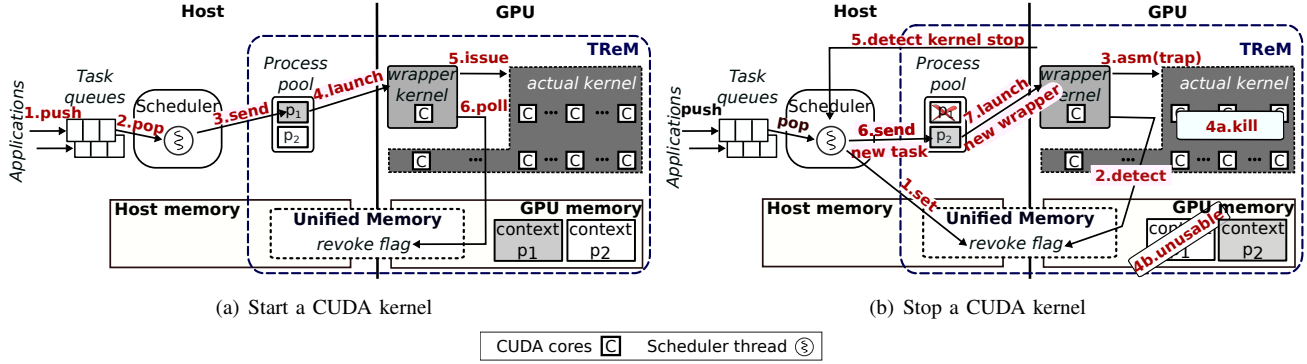 Host
GPU
TReM
Task queues
Process pool
Applications
Scheduler
1.push
2.pop
3.send
4.launch
p1
p2
wrapper kernel
C
5.issue
6.poll
actual kernel
C ... C ... C
C ... C C ... C
Host memory
Unified Memory
revoke flag
GPU memory
context p1
context p2
(a) Start a CUDA kernel
Host
GPU
TReM
5.detect kernel stop
Task queues
Process pool
Applications
Scheduler
push
pop
6.send new task
7.launch new wrapper
p1
p2
wrapper kernel
C
3.asm(trap)
actual kernel
C ... C ... C
4a.kill
C ... C C ... C
2.detect
1.set
Host memory
Unified Memory
revoke flag
GPU memory
4b.unusable
context p2
(b) Stop a CUDA kernel
CUDA cores C Scheduler thread